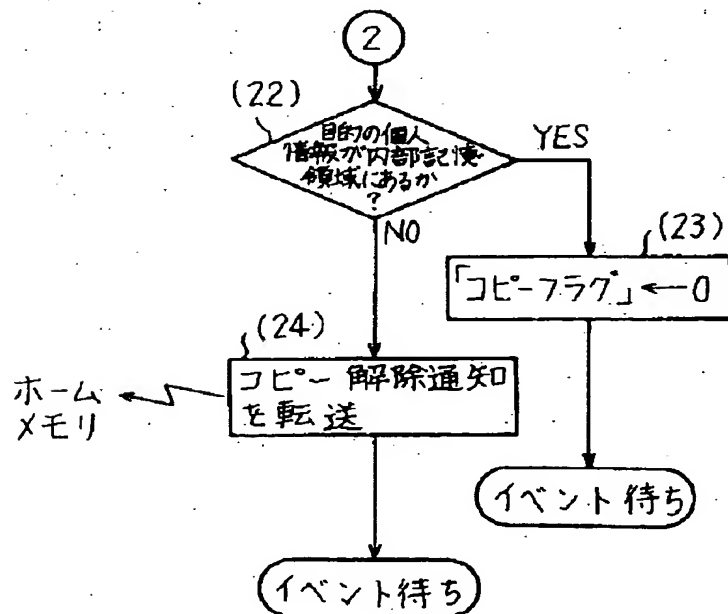 2
(22)
目的の個人
情報が内部記憶
領域にあるか
?
YES
NO
(23)
「コピーフラグ」←0
(24)
コピー解除通知
を転送
ホーム
メモリ
イベント待ち
イベント待ち